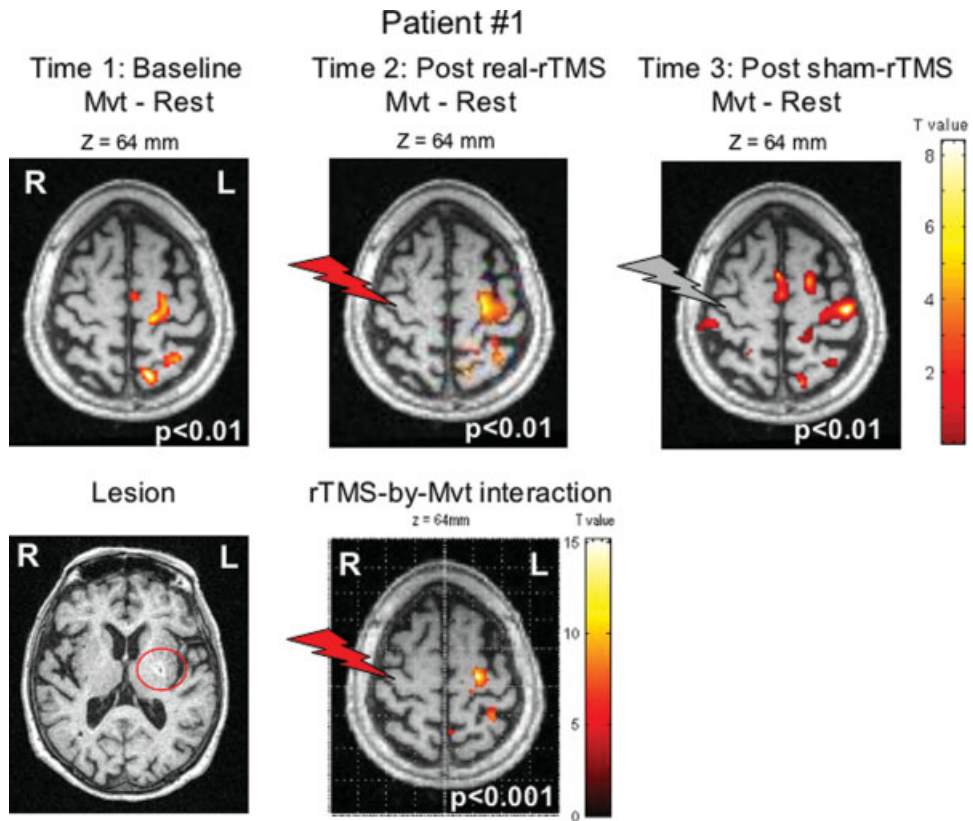 Patient #1
Time 1: Baseline
Mvt - Rest
Z = 64 mm
Time 2: Post real-rTMS
Mvt - Rest
Z = 64 mm
Time 3: Post sham-rTMS
Mvt - Rest
Z = 64 mm
T value
8
6
4
2
R L
p<0.01
p<0.01
p<0.01
Lesion
R L
rTMS-by-Mvt interaction
z = 64mm
T value
15
10
5
0
R L
p<0.001